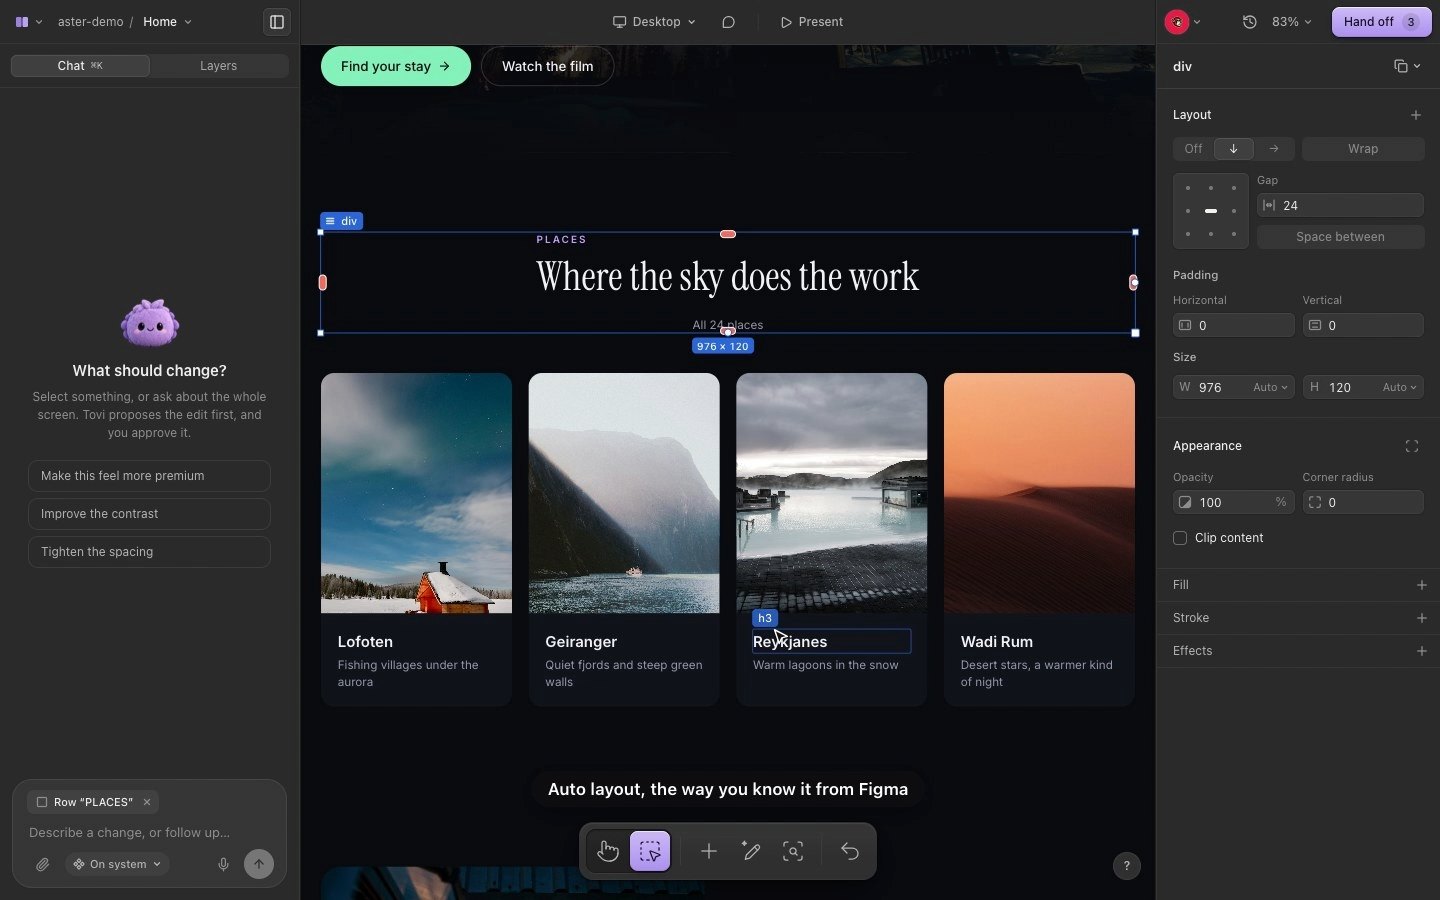 aster-demo / Home
Desktop
Present
83%
Hand off 3
Chat ⌘K
Layers
What should change?
Select something, or ask about the whole
screen. Tovi proposes the edit first, and
you approve it.
Make this feel more premium
Improve the contrast
Tighten the spacing
Row “PLACES” ×
Describe a change, or follow up...
On system
Find your stay →
Watch the film
div
PLACES
Where the sky does the work
All 24 places
976 × 120
Lofoten
Fishing villages under the
aurora
Geiranger
Quiet fjords and steep green
walls
h3
Reykjanes
Warm lagoons in the snow
Wadi Rum
Desert stars, a warmer kind
of night
Auto layout, the way you know it from Figma
?
div
Layout
Off ↓ →
Wrap
Gap
24
Space between
Padding
Horizontal
Vertical
0
0
Size
W 976 Auto
H 120 Auto
Appearance
Opacity
Corner radius
100 %
0
Clip content
Fill
Stroke
Effects